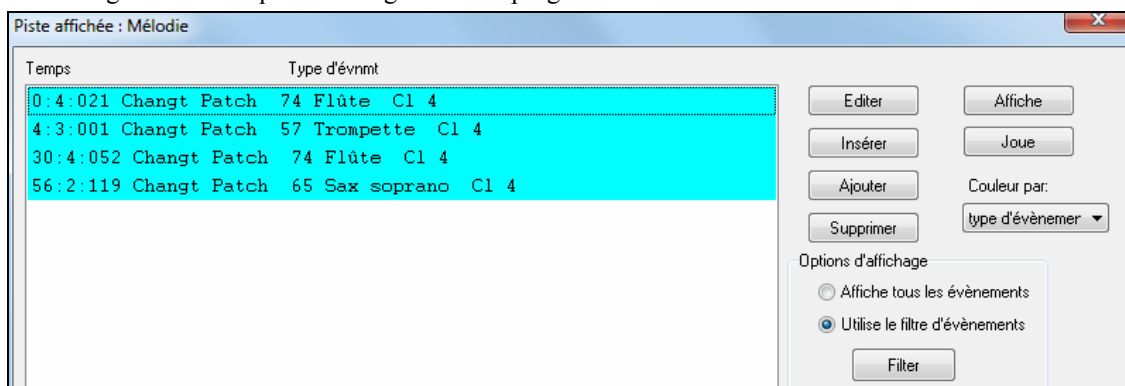 Piste affichée : Mélodie
X
Temps Type d'évnmt
0:4:021 Changt Patch 74 Flûte Cl 4
4:3:001 Changt Patch 57 Trompette Cl 4
30:4:052 Changt Patch 74 Flûte Cl 4
56:2:119 Changt Patch 65 Sax soprano Cl 4
Editer
Affiche
Insérer
Joue
Ajouter
Couleur par:
Supprimer
type d'évènemer
Options d'affichage
Affiche tous les évènements
Utilise le filtre d'évènements
Filter